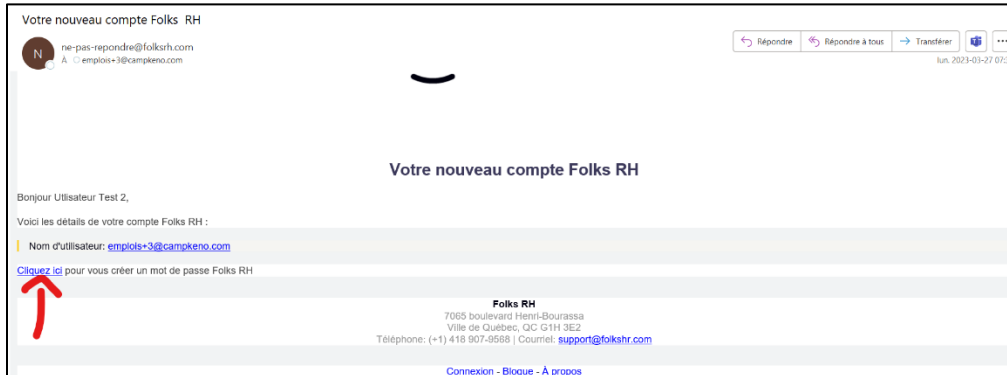 Votre nouveau compte Folks RH
N
ne-pas-repondre@folksrh.com
À emplois+3@campkeno.com
Répondre
Répondre à tous
Transférer
lun. 2023-03-27 07:
Votre nouveau compte Folks RH
Bonjour Utlisateur Test 2,
Voici les détails de votre compte Folks RH :
Nom d'utilisateur: emplois+3@campkeno.com
Cliquez ici pour vous créer un mot de passe Folks RH
Folks RH
7065 boulevard Henri-Bourassa
Ville de Québec, QC G1H 3E2
Téléphone: (+1) 418 907-9568 | Courriel: support@folkshr.com
Connexion - Blogue - À propos